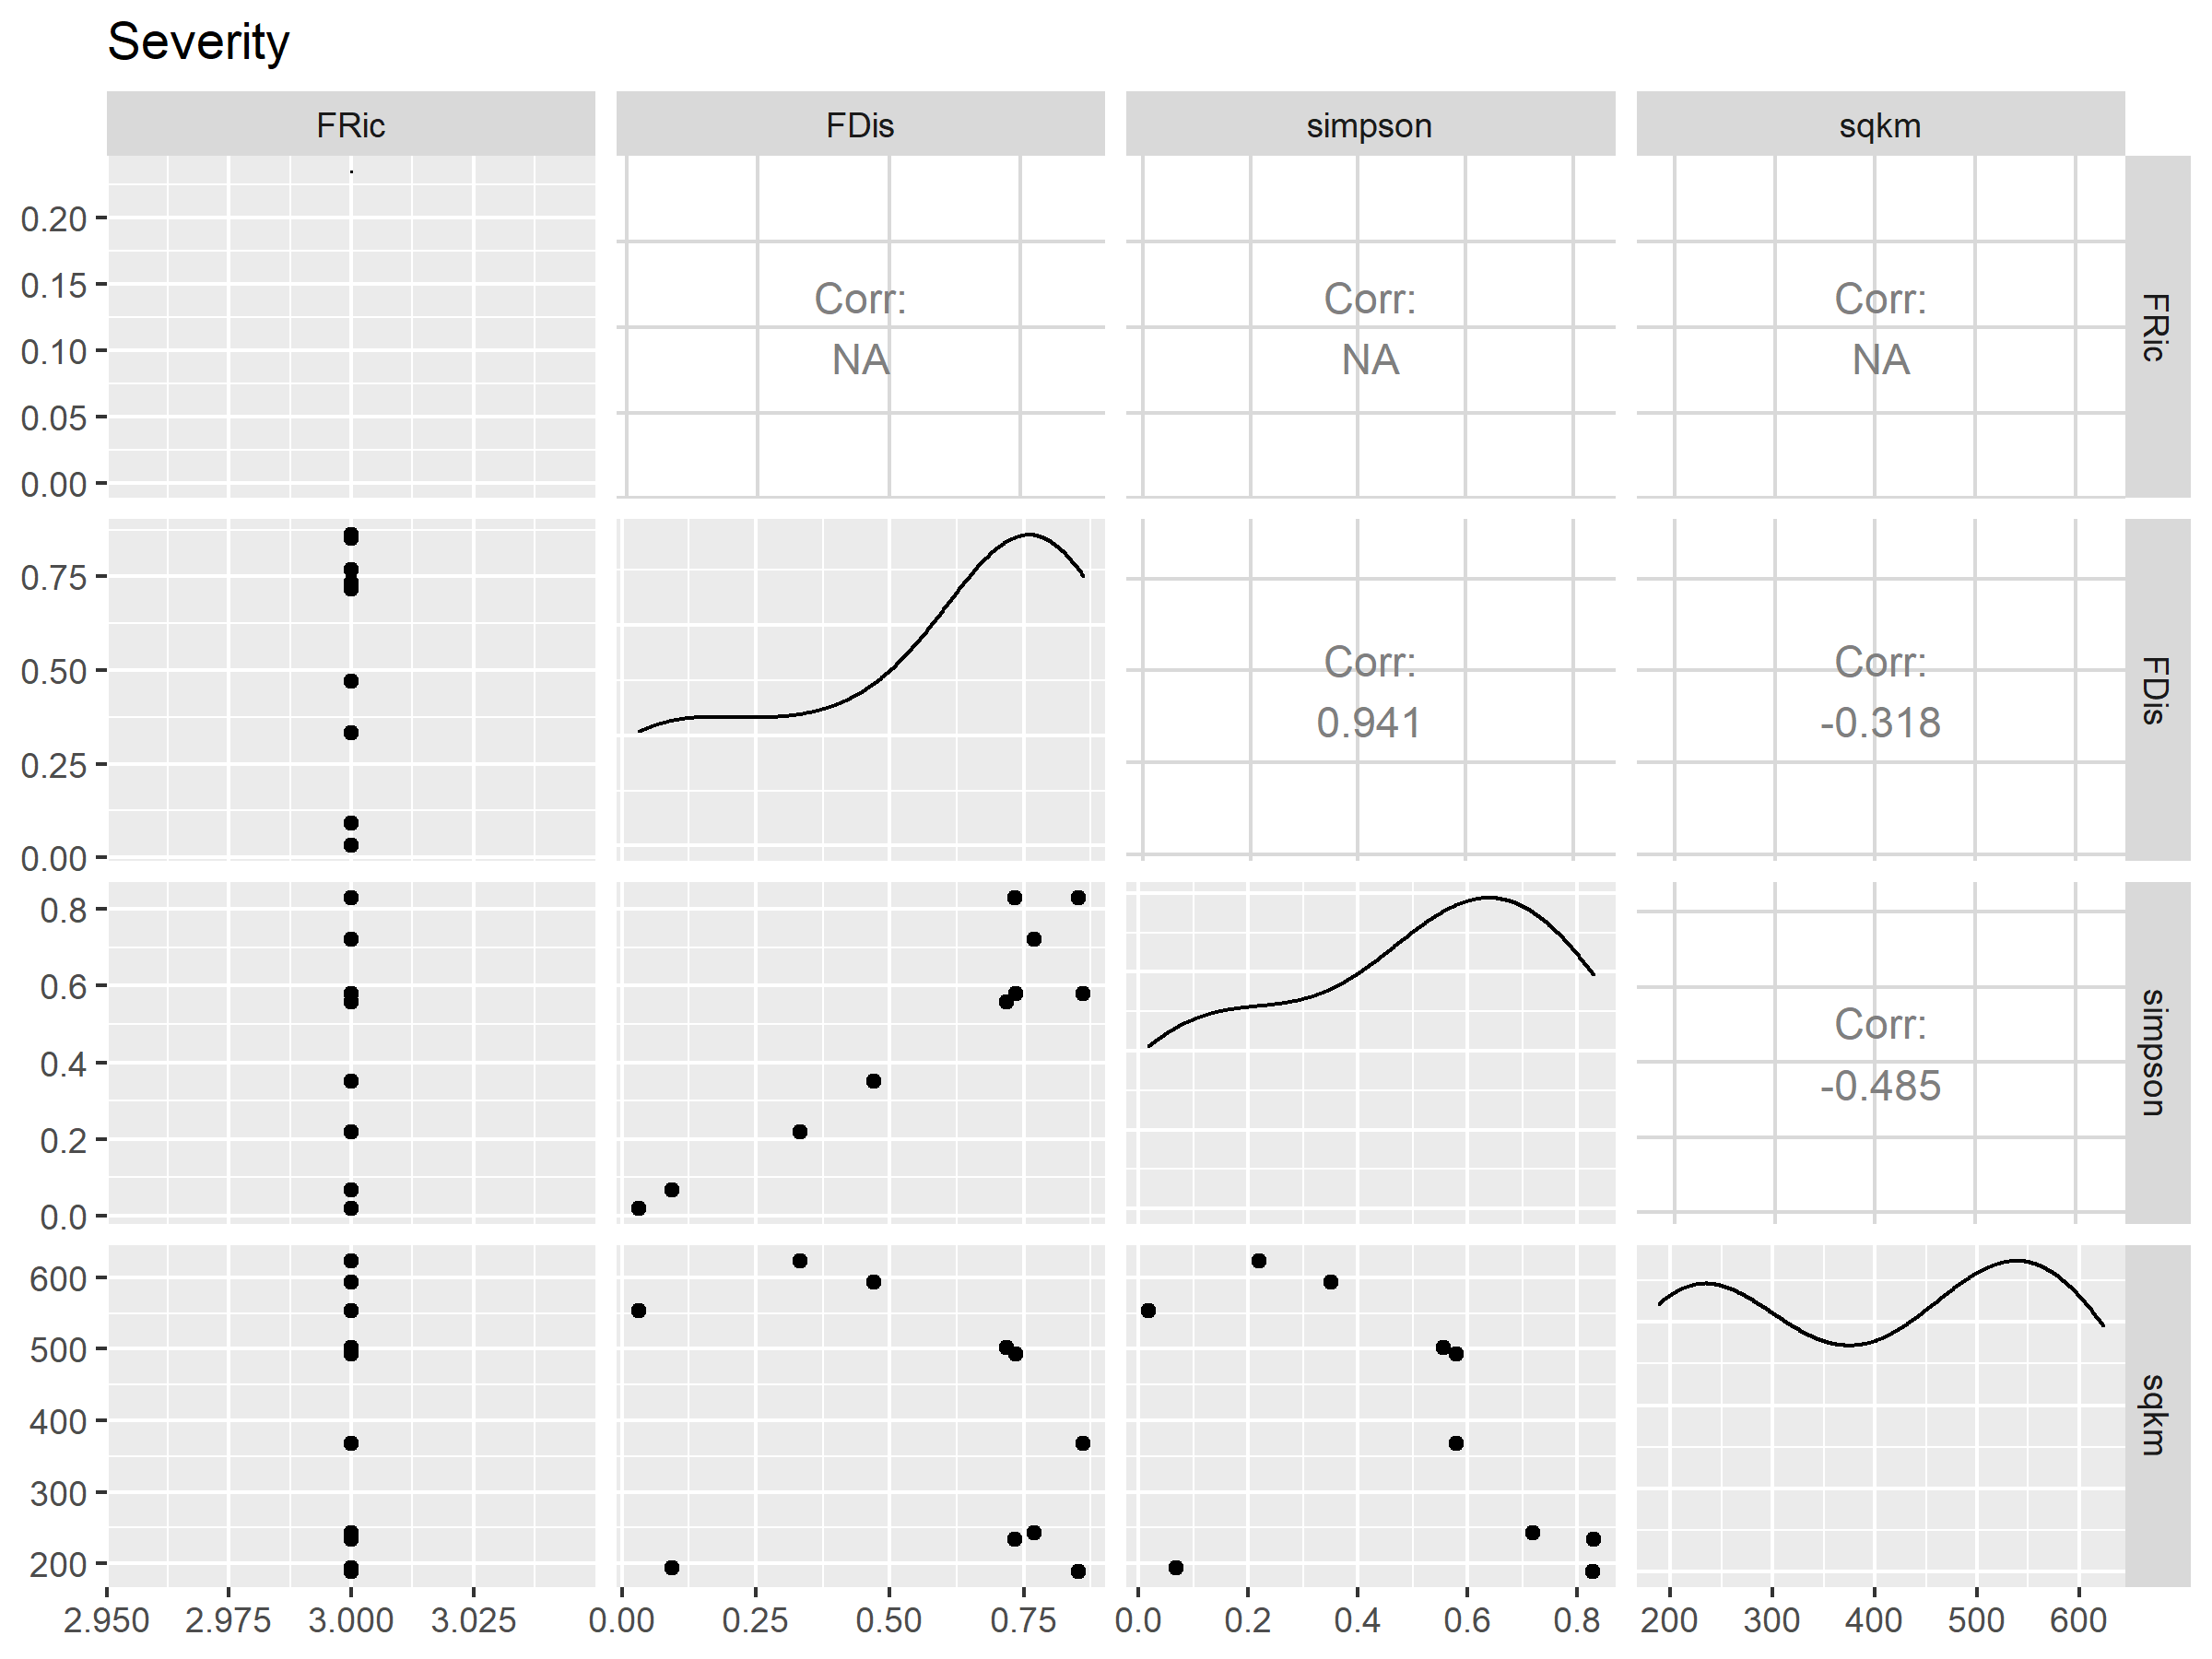 Severity
FRic FDis simpson sqkm
0.20
0.15
0.10
0.05
0.00
Corr:
NA
Corr:
NA
Corr:
NA
FRic
0.75
0.50
0.25
0.00
Corr:
0.941
Corr:
-0.318
FDis
0.8
0.6
0.4
0.2
0.0
Corr:
-0.485
simpson
600
500
400
300
200
sqkm
2.950 2.975 3.000 3.025 0.00 0.25 0.50 0.75 0.0 0.2 0.4 0.6 0.8 200 300 400 500 600